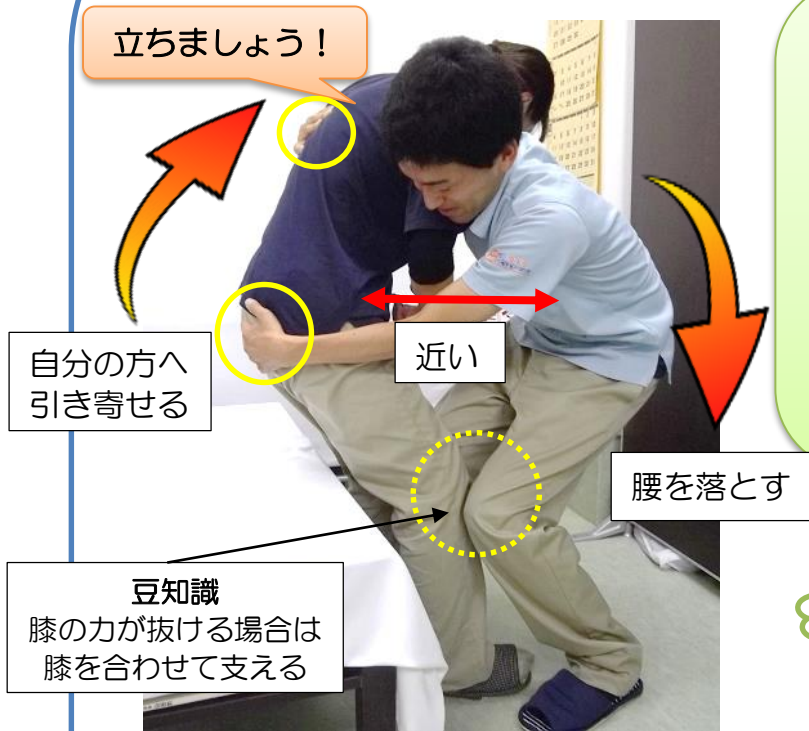 立ちましょう！
自分の方へ
引き寄せる
近い
腰を落とす
豆知識
膝の力が抜ける場合は
膝を合わせて支える